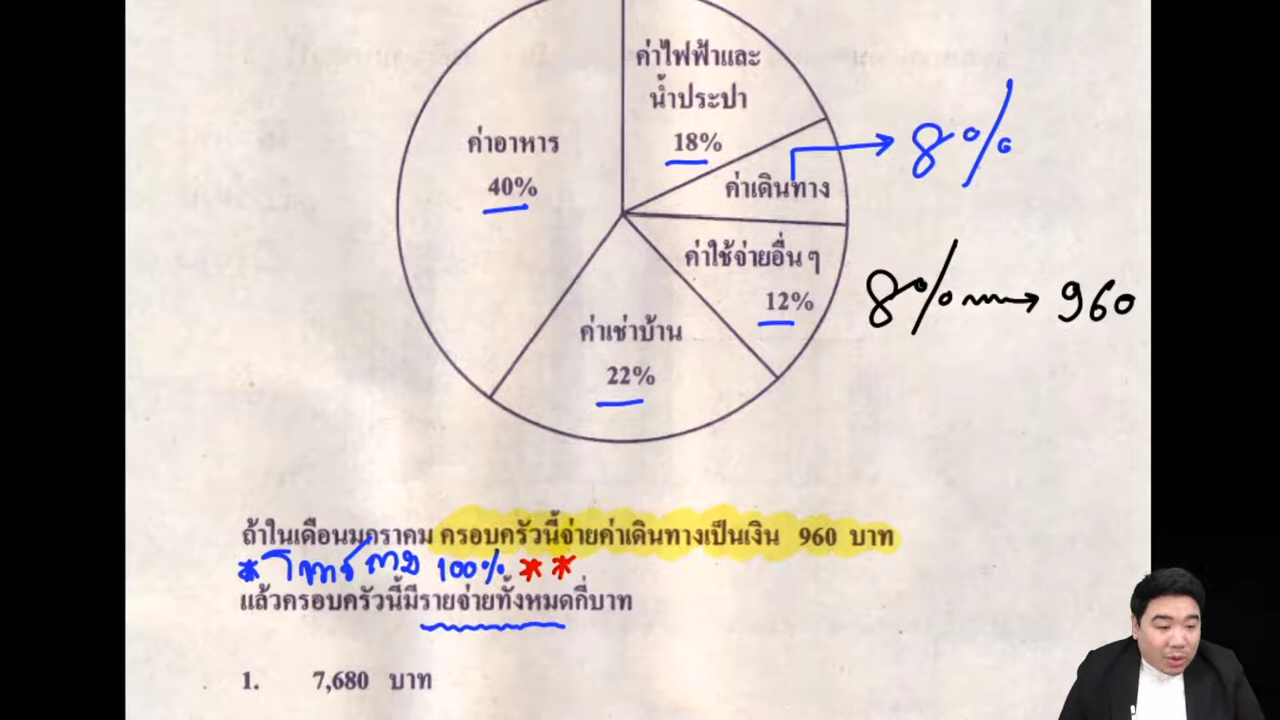 ค่าไฟฟ้าและ
น้ำประปา
18%
8%
ค่าอาหาร
40%
ค่าเดินทาง
ค่าใช้จ่ายอื่น ๆ
12%
8% → 960
ค่าเช่าบ้าน
22%
ถ้าในเดือนมกราคม ครอบครัวนี้จ่ายค่าเดินทางเป็นเงิน 960 บาท
* โจทย์ถาม 100% **
แล้วครอบครัวนี้มีรายจ่ายทั้งหมดกี่บาท
1. 7,680 บาท